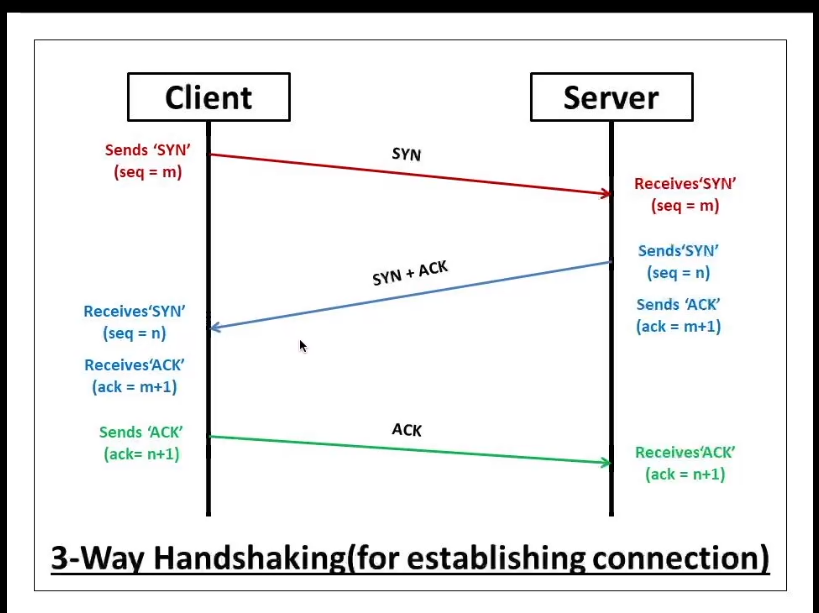 Client
Server
Sends ‘SYN’
(seq = m)
SYN
Receives‘SYN’
(seq = m)
Sends‘SYN’
(seq = n)
SYN + ACK
Sends ‘ACK’
(ack = m+1)
Receives‘SYN’
(seq = n)
Receives‘ACK’
(ack = m+1)
Sends ‘ACK’
(ack= n+1)
ACK
Receives‘ACK’
(ack = n+1)
3-Way Handshaking(for establishing connection)